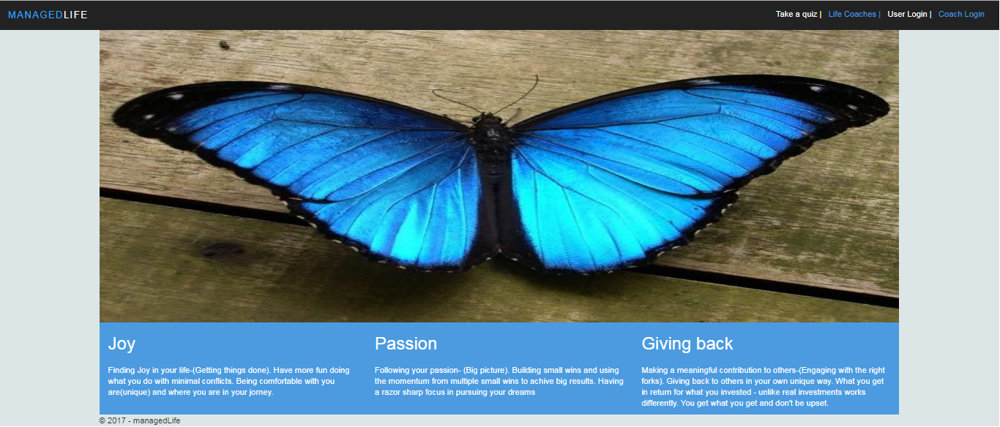 MANAGEDLIFE
Take a quiz | Life Coaches | User Login | Coach Login
Joy
Finding Joy in your life-(Getting things done). Have more fun doing
what you do with minimal conflicts. Being comfortable with you
are(unique) and where you are in your jorney.
Passion
Following your passion- (Big picture). Building small wins and using
the momentum from multiple small wins to achive big results. Having
a razor sharp focus in pursuing your dreams
Giving back
Making a meaningful contribution to others-(Engaging with the right
forks). Giving back to others in your own unique way. What you get
in return for what you invested - unlike real investments works
differently. You get what you get and don't be upset.
© 2017 - managedLife